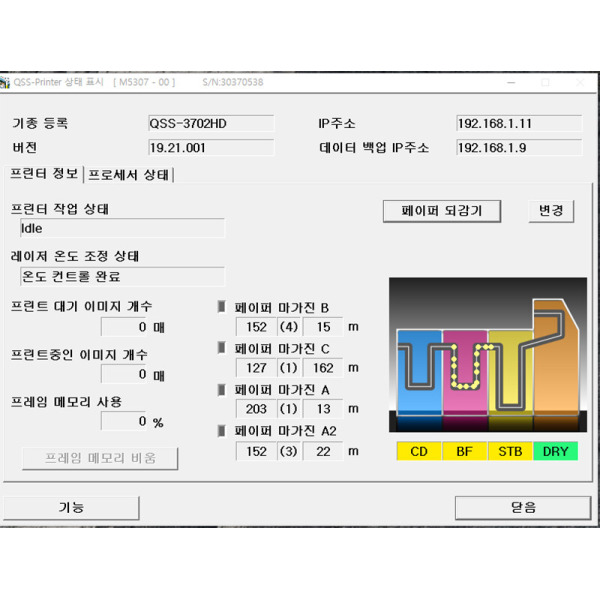 QSS-Printer 상태 표시 [ M5307 - 00 ] S/N:30370538
기종 등록 QSS-3702HD IP주소 192.168.1.11
버전 19.21.001 데이터 백업 IP주소 192.168.1.9
프린터 정보 프로세서 상태
프린터 작업 상태 페이퍼 되감기 변경
Idle
레이저 온도 조정 상태
온도 컨트롤 완료
프린트 대기 이미지 개수 페이퍼 마가진 B
0 매 152 (4) 15 m
프린트중인 이미지 개수 페이퍼 마가진 C
0 매 127 (1) 162 m
프레임 메모리 사용 페이퍼 마가진 A
0 % 203 (1) 13 m
페이퍼 마가진 A2
152 (3) 22 m
프레임 메모리 비움 CD BF STB DRY
기능 닫음